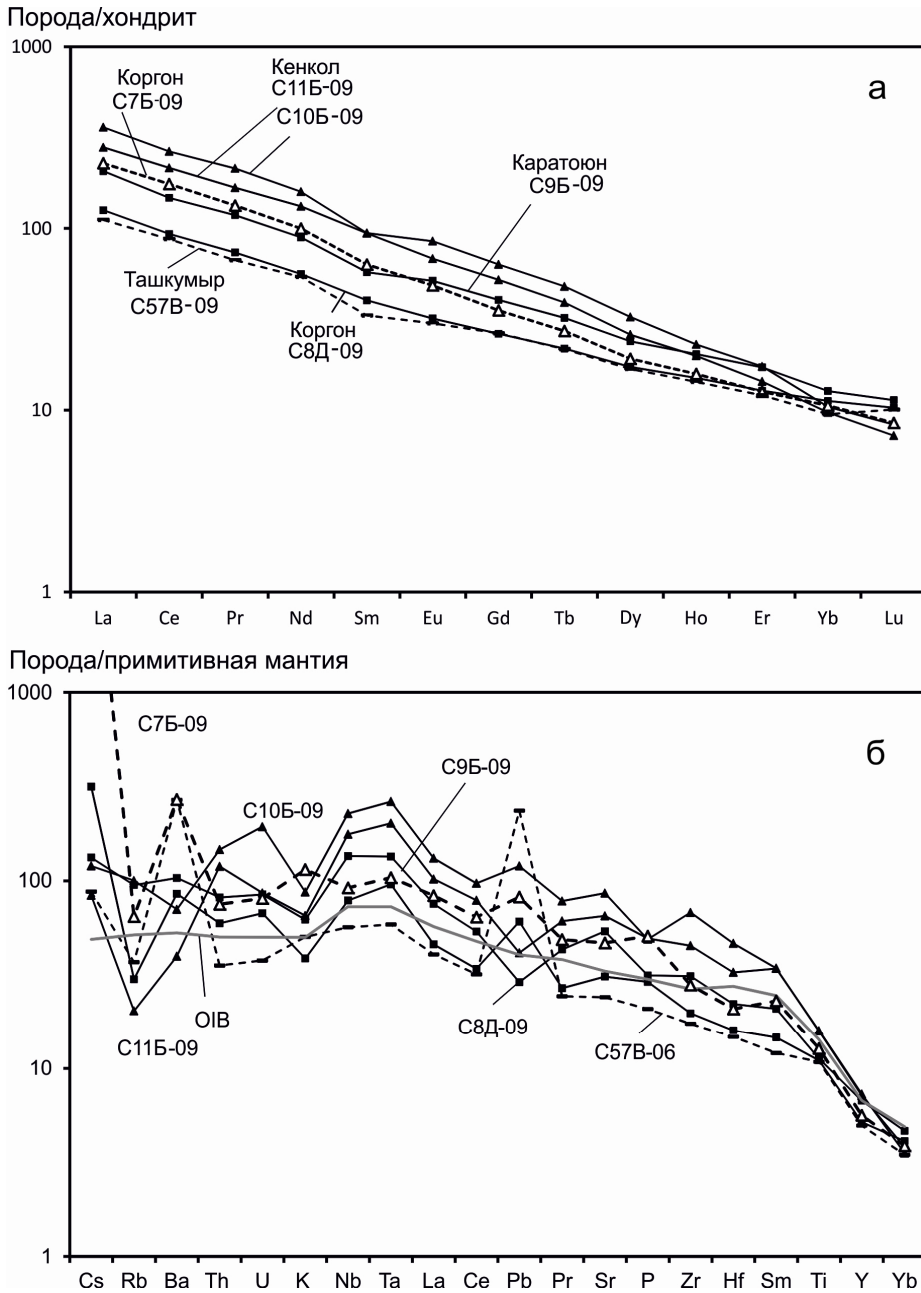 Порода/хондрит
1000
100
10
1
а
Коргон
С7Б-09
Кенкол
С11Б-09
С10Б-09
Каратоюн
С9Б-09
Ташкумыр
С57В-09
Коргон
С8Д-09
La Ce Pr Nd Sm Eu Gd Tb Dy Ho Er Yb Lu
Порода/примитивная мантия
1000
100
10
1
б
С7Б-09
С9Б-09
С10Б-09
OIB
С11Б-09
С8Д-09
С57В-06
Cs Rb Ba Th U K Nb Ta La Ce Pb Pr Sr P Zr Hf Sm Ti Y Yb